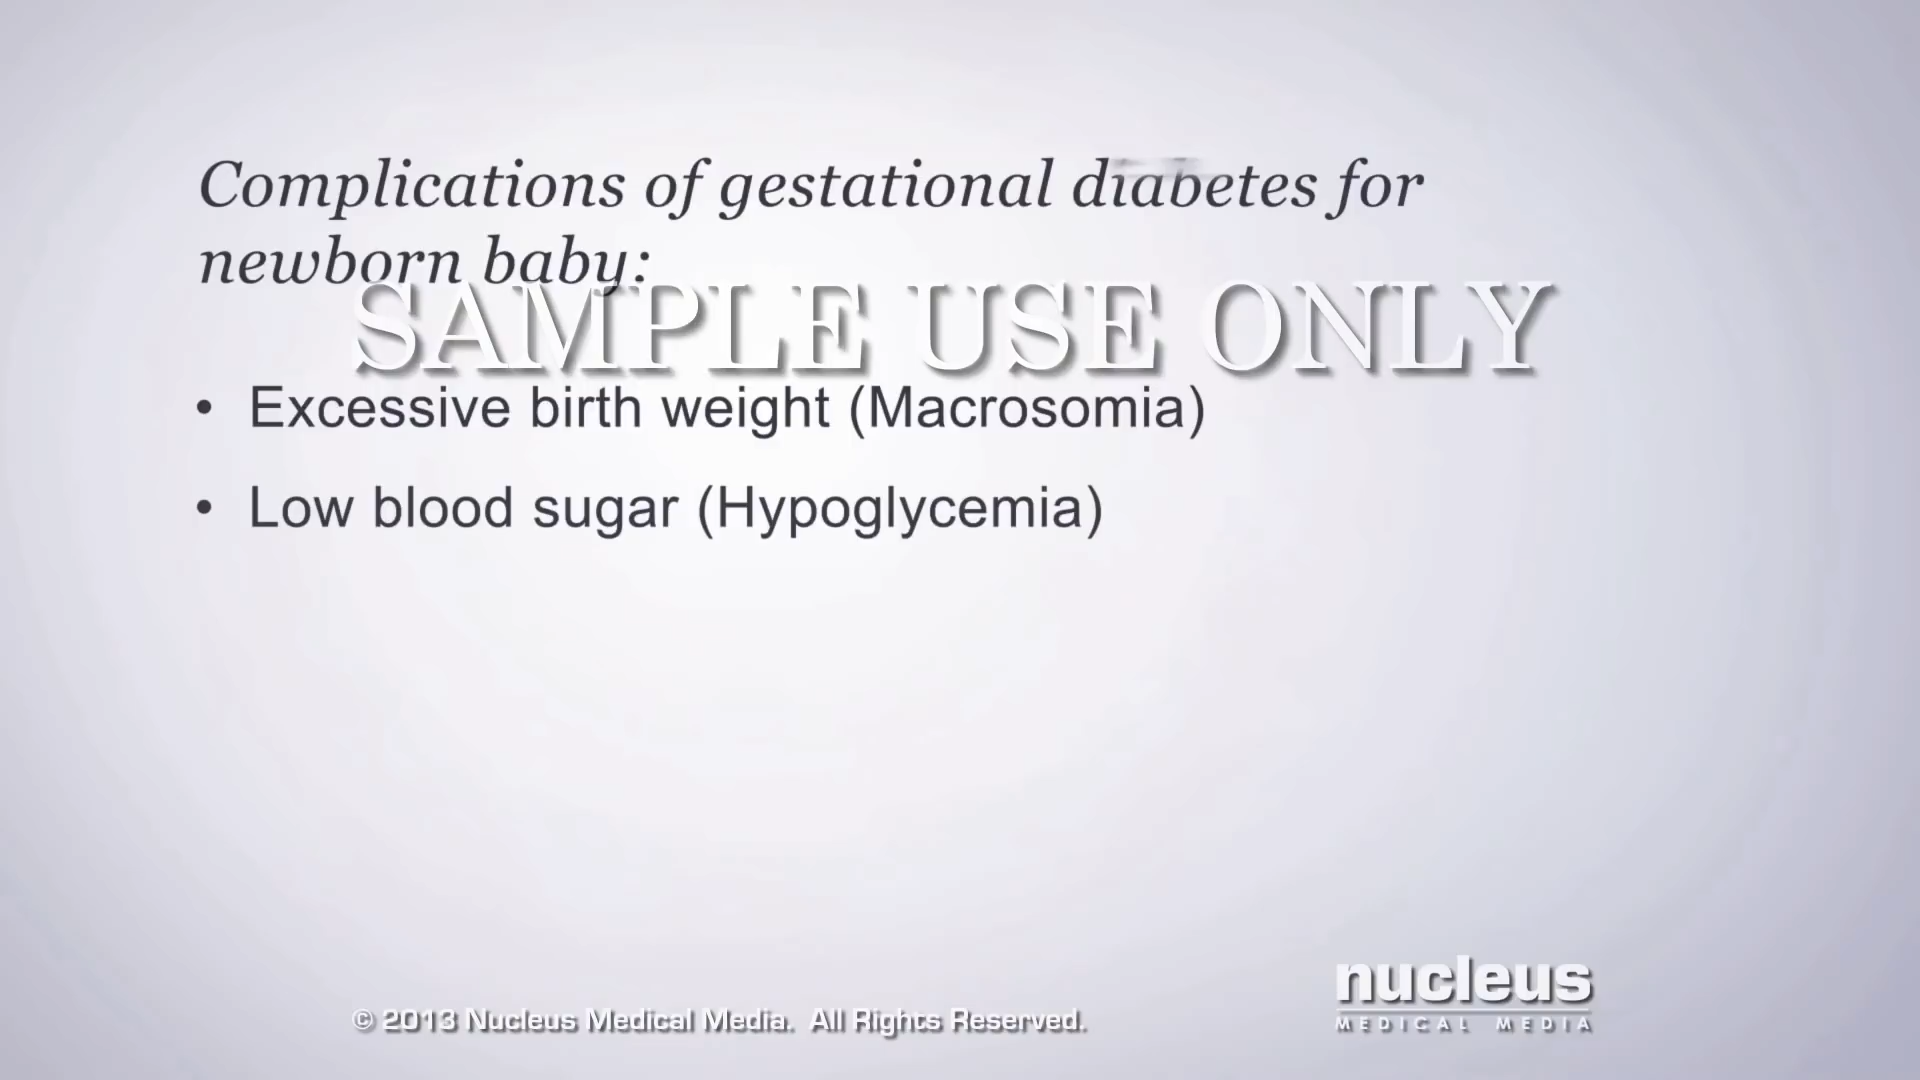 Complications of gestational diabetes for
newborn baby:
SAMPLE USE ONLY
• Excessive birth weight (Macrosomia)
• Low blood sugar (Hypoglycemia)
nucleus
MEDICAL MEDIA
© 2013 Nucleus Medical Media. All Rights Reserved.